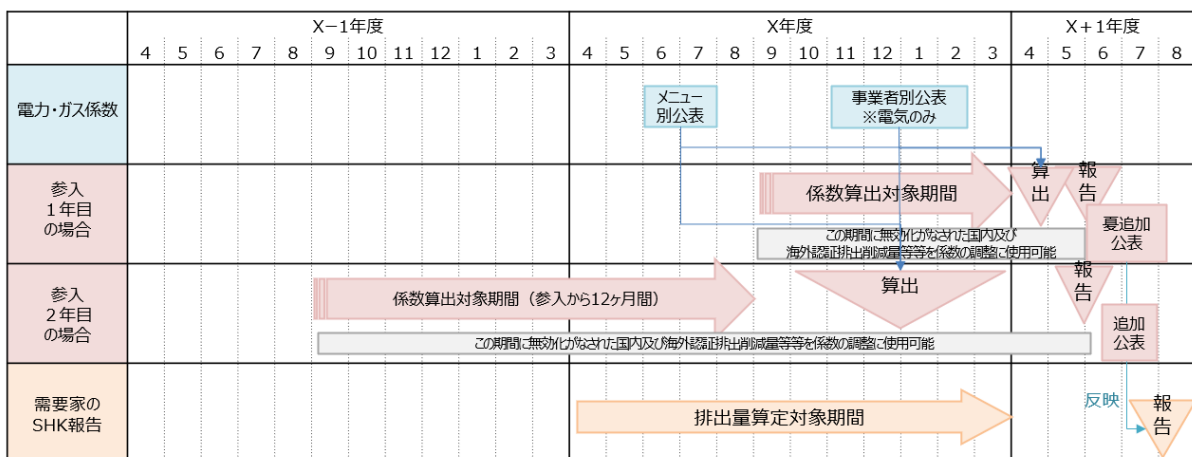 X－1年度
X年度
X＋1年度
4 5 6 7 8 9 10 11 12 1 2 3 4 5 6 7 8 9 10 11 12 1 2 3 4 5 6 7 8
電力・ガス係数
メニュー
別公表
事業者別公表
※電気のみ
参入
1年目
の場合
係数算出対象期間
算出
報告
この期間に無効化がなされた国内及び
海外認証排出削減量等等を係数の調整に使用可能
夏追加
公表
参入
2年目
の場合
係数算出対象期間（参入から12ヶ月間）
算出
報告
この期間に無効化がなされた国内及び海外認証排出削減量等等を係数の調整に使用可能
追加
公表
需要家の
SHK報告
排出量算定対象期間
反映
報告